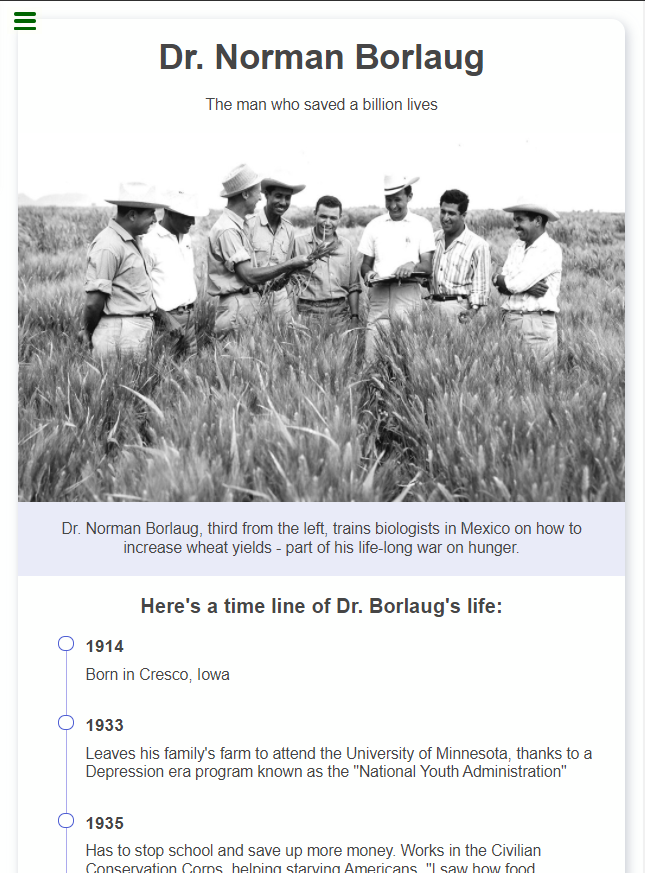 Dr. Norman Borlaug
The man who saved a billion lives
Dr. Norman Borlaug, third from the left, trains biologists in Mexico on how to
increase wheat yields - part of his life-long war on hunger.
Here's a time line of Dr. Borlaug's life:
1914
Born in Cresco, Iowa
1933
Leaves his family's farm to attend the University of Minnesota, thanks to a
Depression era program known as the "National Youth Administration"
1935
Has to stop school and save up more money. Works in the Civilian
Conservation Corps, helping starving Americans. "I saw how food